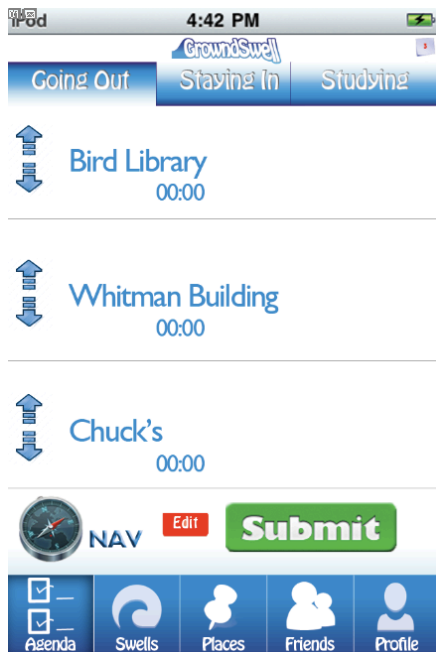 iPod 4:42 PM
GroundSwell
Going Out Staying In Studying
Bird Library
00:00
Whitman Building
00:00
Chuck's
00:00
NAV Edit Submit
Agenda Swells Places Friends Profile